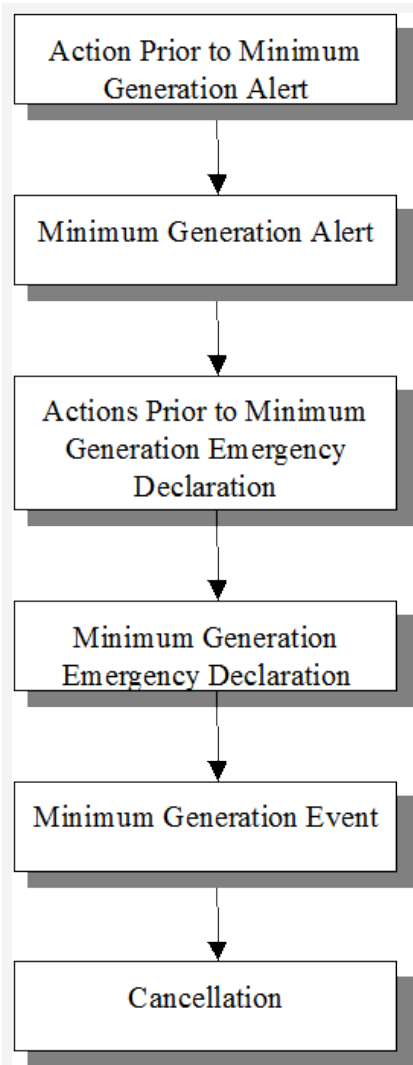 Action Prior to Minimum
Generation Alert
Minimum Generation Alert
Actions Prior to Minimum
Generation Emergency
Declaration
Minimum Generation
Emergency Declaration
Minimum Generation Event
Cancellation